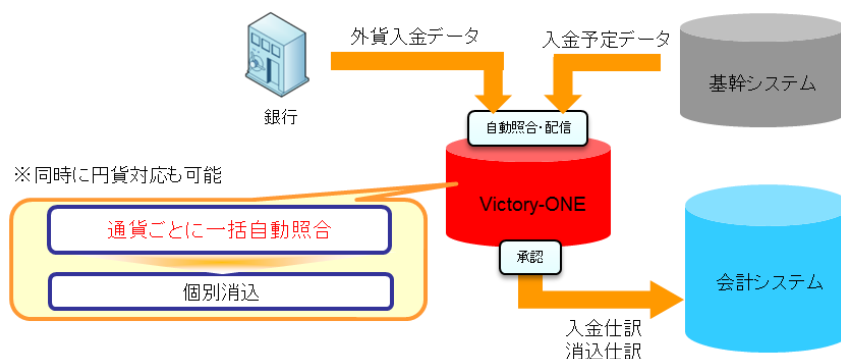 外貨入金データ
入金予定データ
銀行
基幹システム
自動照合・配信
※同時に円貨対応も可能
Victory-ONE
通貨ごとに一括自動照合
承認
個別消込
会計システム
入金仕訳
消込仕訳